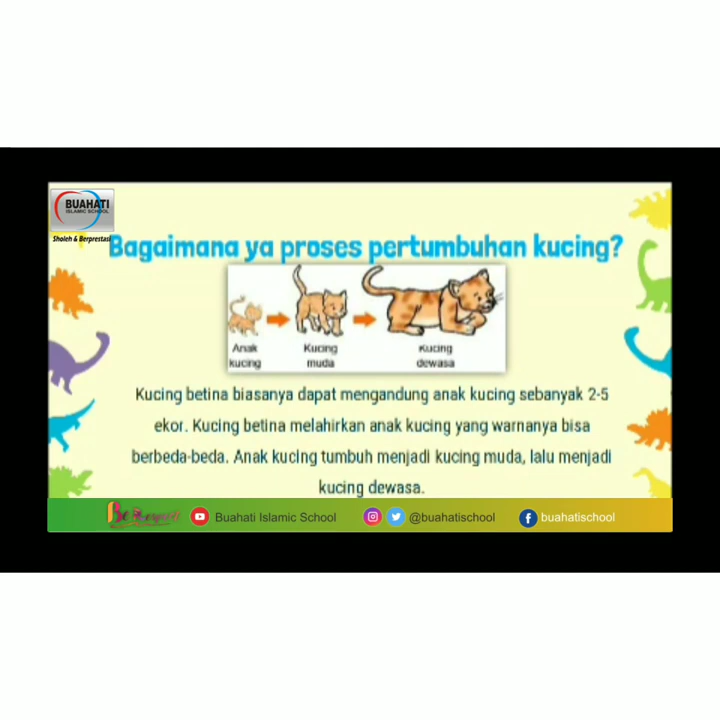 BUAHATI
ISLAMIC SCHOOL
Sholeh & Berprestasi
Bagaimana ya proses pertumbuhan kucing?
Anak kucing
Kucing muda
Kucing dewasa
Kucing betina biasanya dapat mengandung anak kucing sebanyak 2-5
ekor. Kucing betina melahirkan anak kucing yang warnanya bisa
berbeda-beda. Anak kucing tumbuh menjadi kucing muda, lalu menjadi
kucing dewasa.
Buahati Islamic School @buahatischool buahatischool